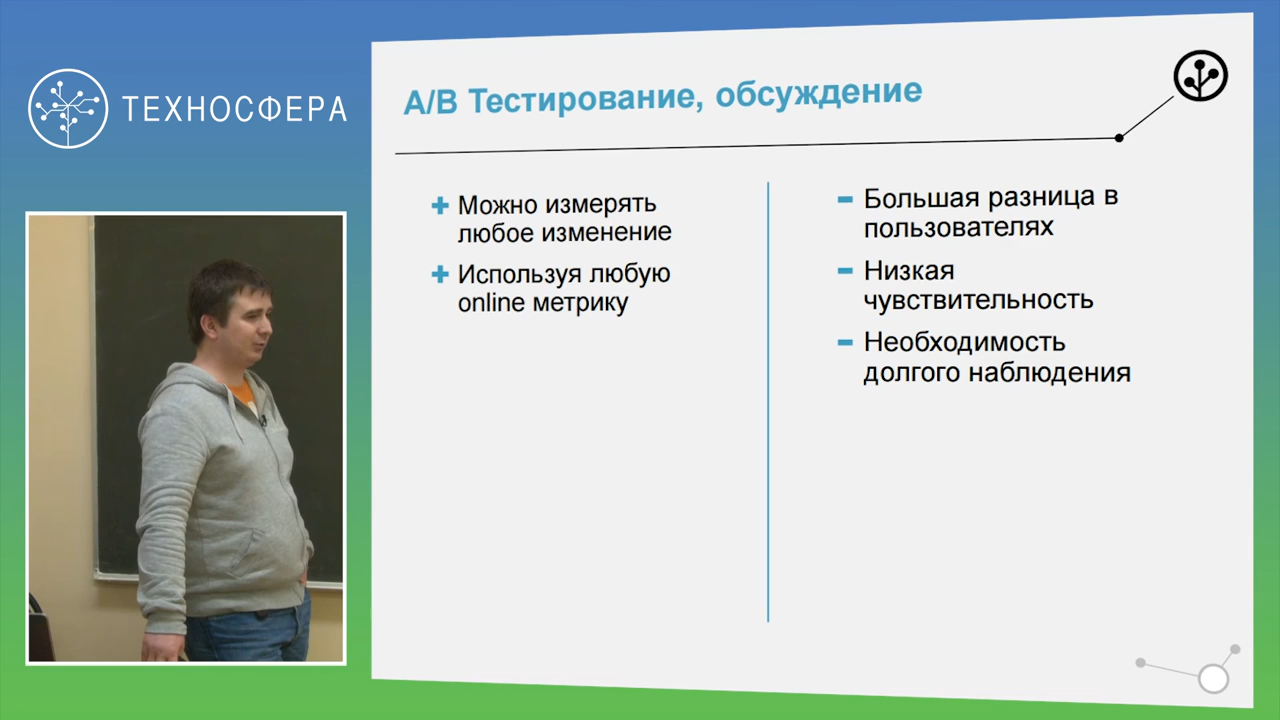 ТЕХНОСФЕРА
А/В Тестирование, обсуждение
+ Можно измерять
любое изменение
+ Используя любую
online метрику
- Большая разница в
пользователях
- Низкая
чувствительность
- Необходимость
долгого наблюдения